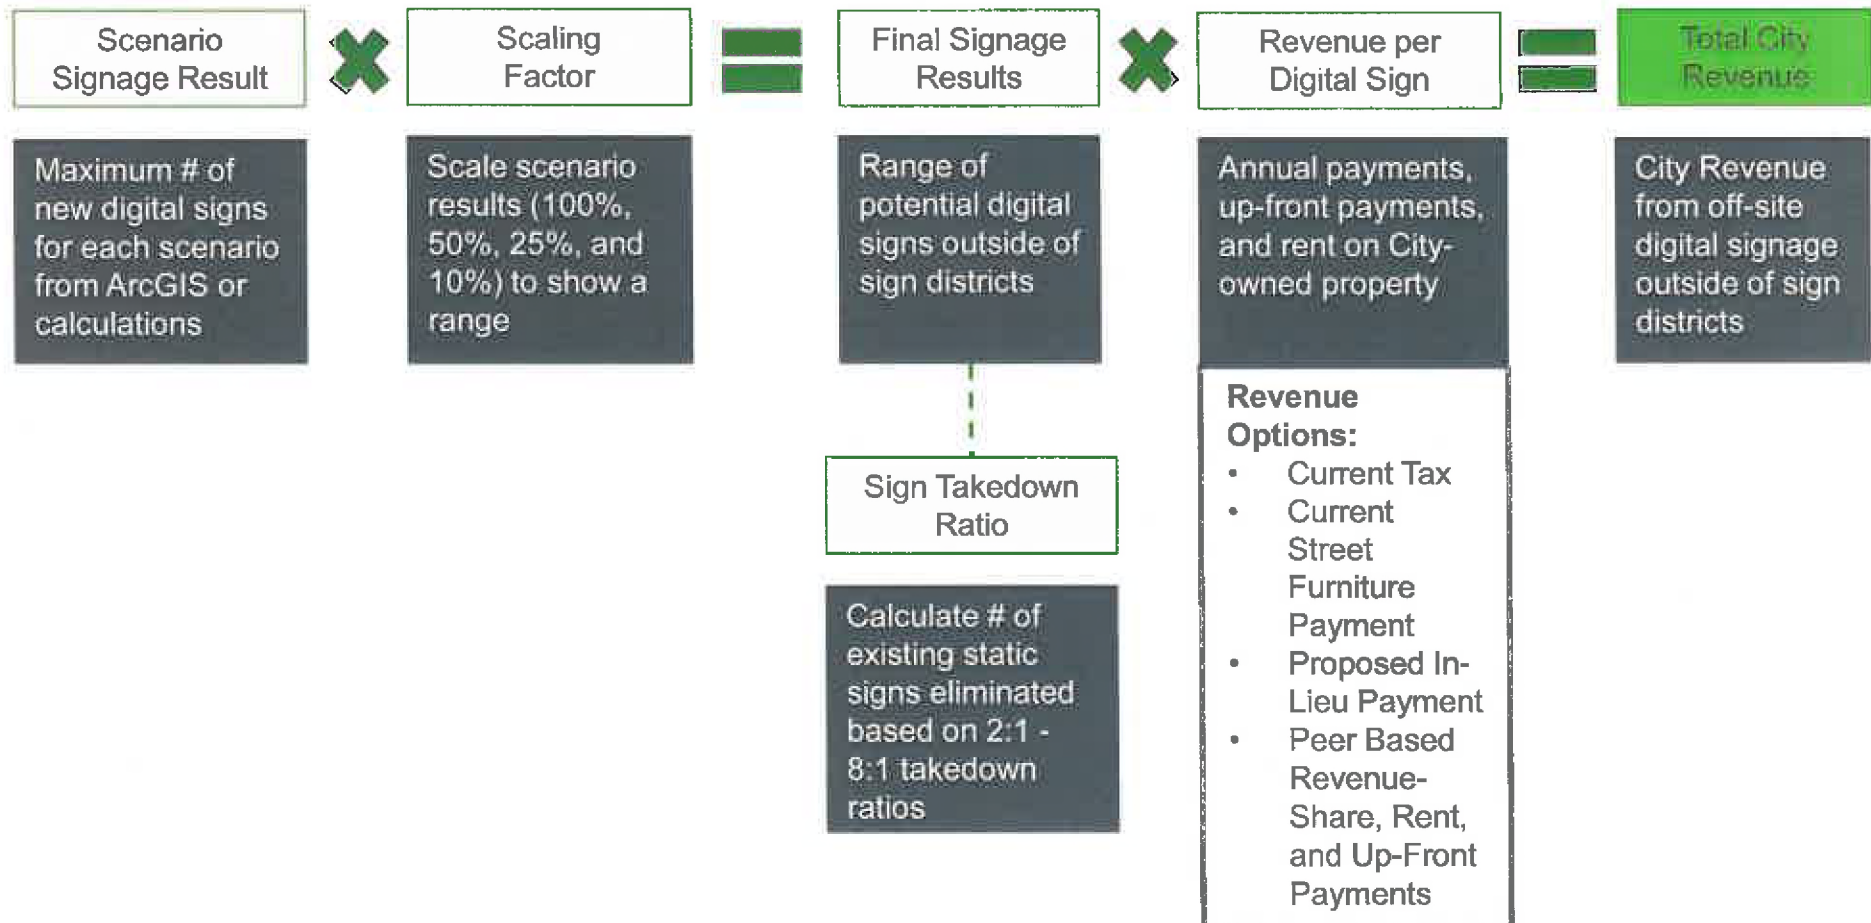 Scenario
Signage Result
Scaling
Factor
Final Signage
Results
Revenue per
Digital Sign
Total City
Revenue
Maximum # of
new digital signs
for each scenario
from ArcGIS or
calculations
Scale scenario
results (100%,
50%, 25%, and
10%) to show a
range
Range of
potential digital
signs outside of
sign districts
Annual payments,
up-front payments,
and rent on City-
owned property
City Revenue
from off-site
digital signage
outside of sign
districts
Sign Takedown
Ratio
Calculate # of
existing static
signs eliminated
based on 2:1 -
8:1 takedown
ratios
Revenue
Options:
• Current Tax
• Current
Street
Furniture
Payment
• Proposed In-
Lieu Payment
• Peer Based
Revenue-
Share, Rent,
and Up-Front
Payments